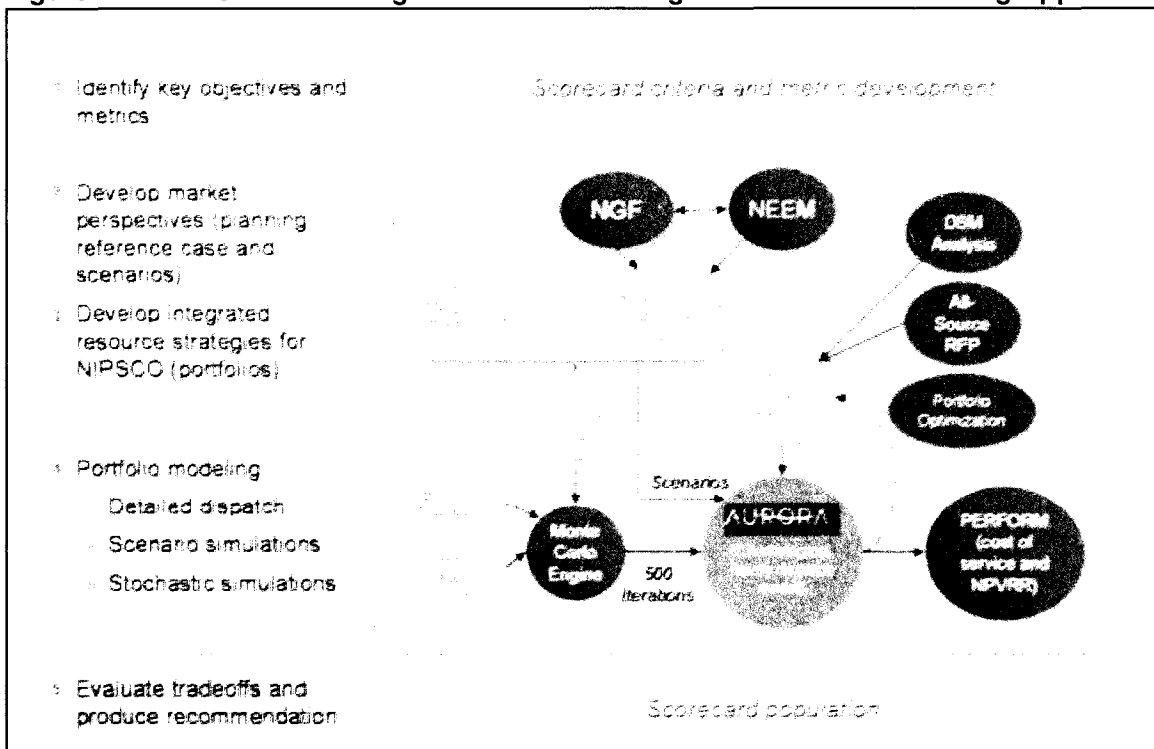 Identify key objectives and
metrics
Scorecard criteria and metric development
Develop market
perspectives (planning
reference case and
scenarios)
NGF
NEEM
DSM
Analysis
Develop integrated
resource strategies for
NIPSCO (portfolios)
All-
Source
RFP
Portfolio
Optimization
4 Portfolio modeling
Detailed dispatch
Scenario simulations
Stochastic simulations
Scenarios
AURORA
Monte
Carlo
Engine
500
Iterations
PERFORM
(cost of
service and
NPVRR)
5 Evaluate tradeoffs and
produce recommendation
Scorecard population